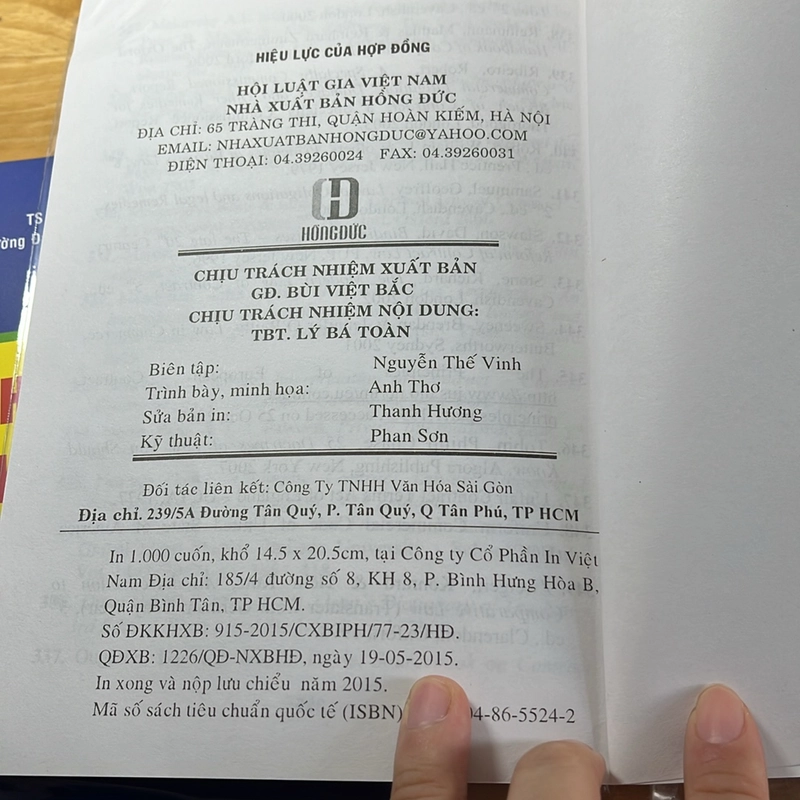 HIỆU LỰC CỦA HỢP ĐỒNG
HỘI LUẬT GIA VIỆT NAM
NHÀ XUẤT BẢN HỒNG ĐỨC
ĐỊA CHỈ: 65 TRÀNG THI, QUẬN HOÀN KIẾM, HÀ NỘI
EMAIL: NHAXUATBANHONGDUC@YAHOO.COM
ĐIỆN THOẠI: 04.39260024 FAX: 04.39260031
HỒNG ĐỨC
CHỊU TRÁCH NHIỆM XUẤT BẢN
GĐ. BÙI VIỆT BẮC
CHỊU TRÁCH NHIỆM NỘI DUNG:
TBT. LÝ BÁ TOÀN
Biên tập: Nguyễn Thế Vinh
Trình bày, minh họa: Anh Thơ
Sửa bản in: Thanh Hương
Kỹ thuật: Phan Sơn
Đối tác liên kết: Công Ty TNHH Văn Hóa Sài Gòn
Địa chỉ. 239/5A Đường Tân Quý, P. Tân Quý, Q Tân Phú, TP HCM
In 1.000 cuốn, khổ 14.5 x 20.5cm, tại Công ty Cổ Phần In Việt
Nam Địa chỉ: 185/4 đường số 8, KH 8, P. Bình Hưng Hòa B,
Quận Bình Tân, TP HCM.
Số ĐKKHXB: 915-2015/CXBIPH/77-23/HĐ.
QĐXB: 1226/QĐ-NXBHĐ, ngày 19-05-2015.
In xong và nộp lưu chiểu năm 2015.
Mã số sách tiêu chuẩn quốc tế (ISBN) 04-86-5524-2
TS